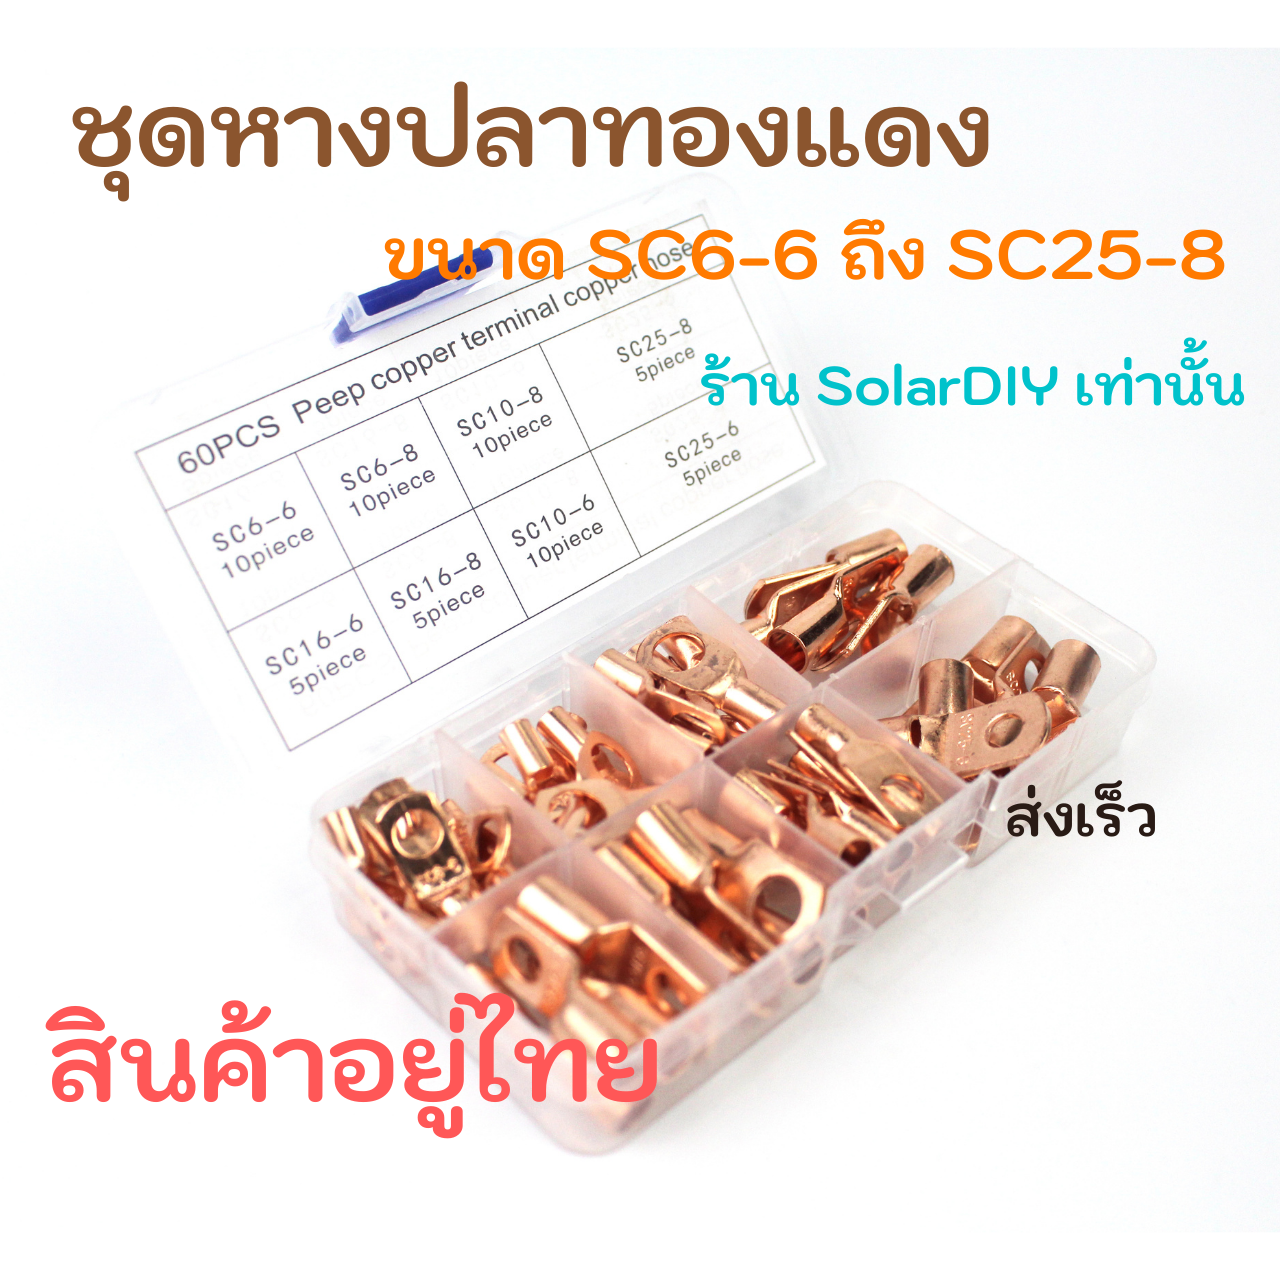 ชุดหางปลาทองแดง
ขนาด SC6-6 ถึง SC25-8
ร้าน SolarDIY เท่านั้น
60PCS Peep copper terminal copper nose
SC6-6
10piece
SC6-8
10piece
SC10-8
10piece
SC25-8
5piece
SC16-6
5piece
SC16-8
5piece
SC10-6
10piece
SC25-6
5piece
ส่งเร็ว
สินค้าอยู่ไทย